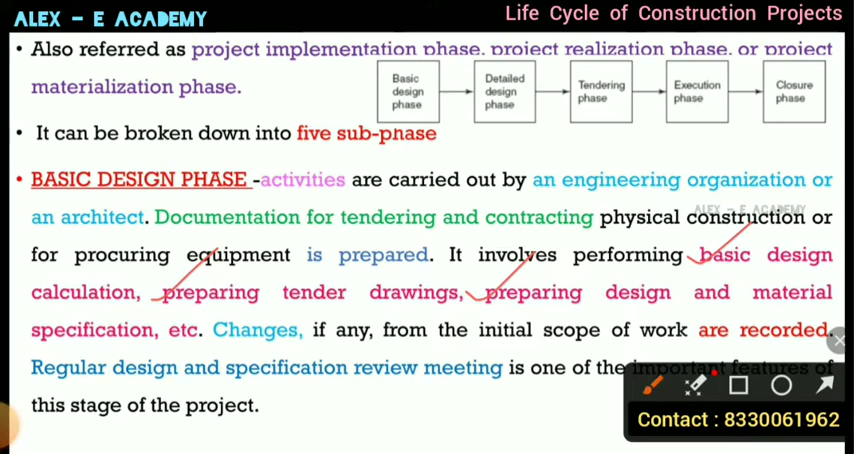 ALEX - E ACADEMY
Life Cycle of Construction Projects
• Also referred as project implementation phase, project realization phase, or project
materialization phase.
Basic
design
phase
Detailed
design
phase
Tendering
phase
Execution
phase
Closure
phase
• It can be broken down into five sub-phase
• BASIC DESIGN PHASE -activities are carried out by an engineering organization or
an architect. Documentation for tendering and contracting physical construction or
ALEX - E ACADEMY
for procuring equipment is prepared. It involves performing basic design
calculation, preparing tender drawings, preparing design and material
specification, etc. Changes, if any, from the initial scope of work are recorded.
Regular design and specification review meeting is one of the important features of
this stage of the project.
Contact : 8330061962